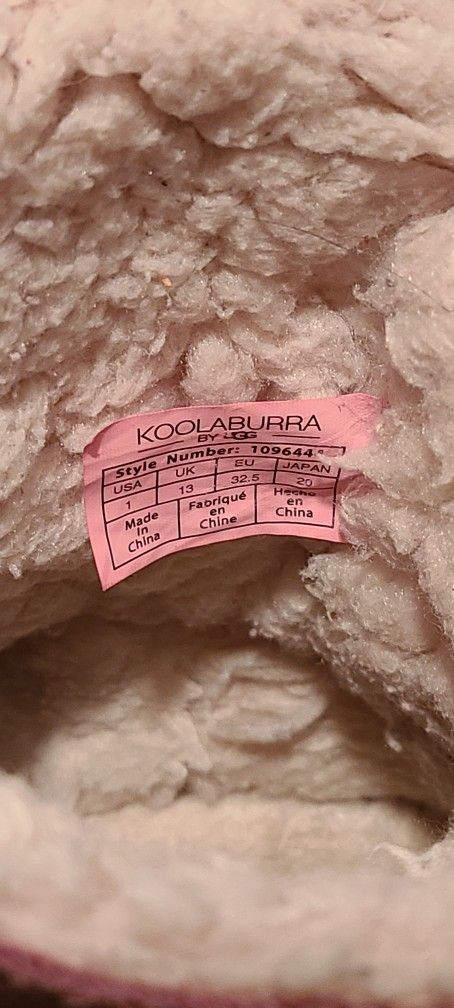 KOOLABURRA
BY UGG
Style Number: 109644
USA UK EU JAPAN
1 13 32.5 20
Made in China
Fabriqué en Chine
Hecho en China